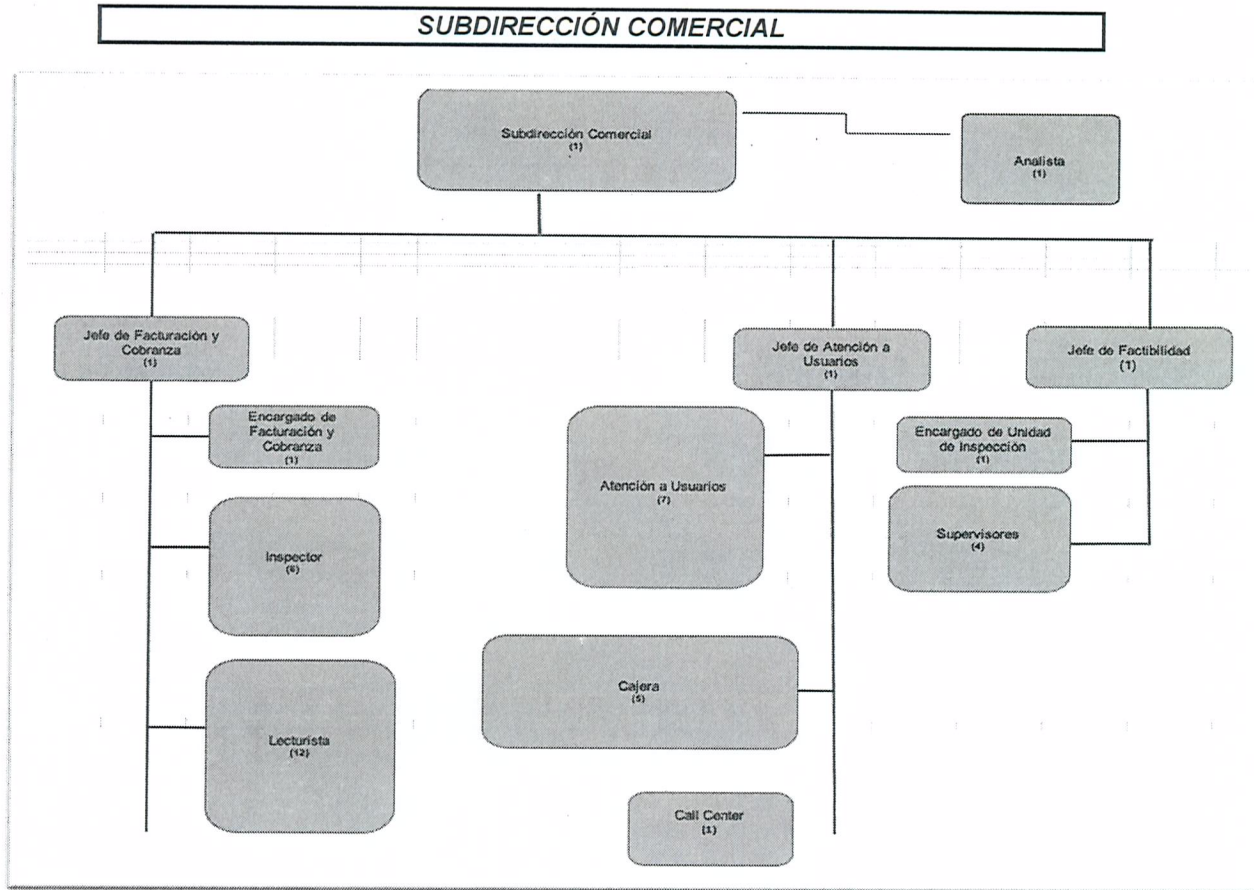 SUBDIRECCIÓN COMERCIAL
Subdirección Comercial
(1)
Analista
(1)
Jefe de Facturación y
Cobranza
(1)
Jefe de Atención a
Usuarios
(1)
Jefe de Factibilidad
(1)
Encargado de
Facturación y
Cobranza
(1)
Inspector
(6)
Lecturista
(12)
Atención a Usuarios
(7)
Cajera
(5)
Call Center
(1)
Encargado de Unidad
de Inspección
(1)
Supervisores
(4)